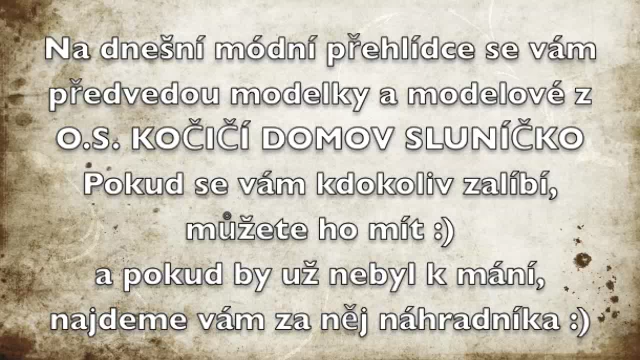 Na dnešní módní přehlídce se vám
předvedou modelky a modelové z
O.S. KOČIČÍ DOMOV SLUNÍČKO
Pokud se vám kdokoliv zalíbí,
můžete ho mít :)
a pokud by už nebyl k mání,
najdeme vám za něj náhradníka :)